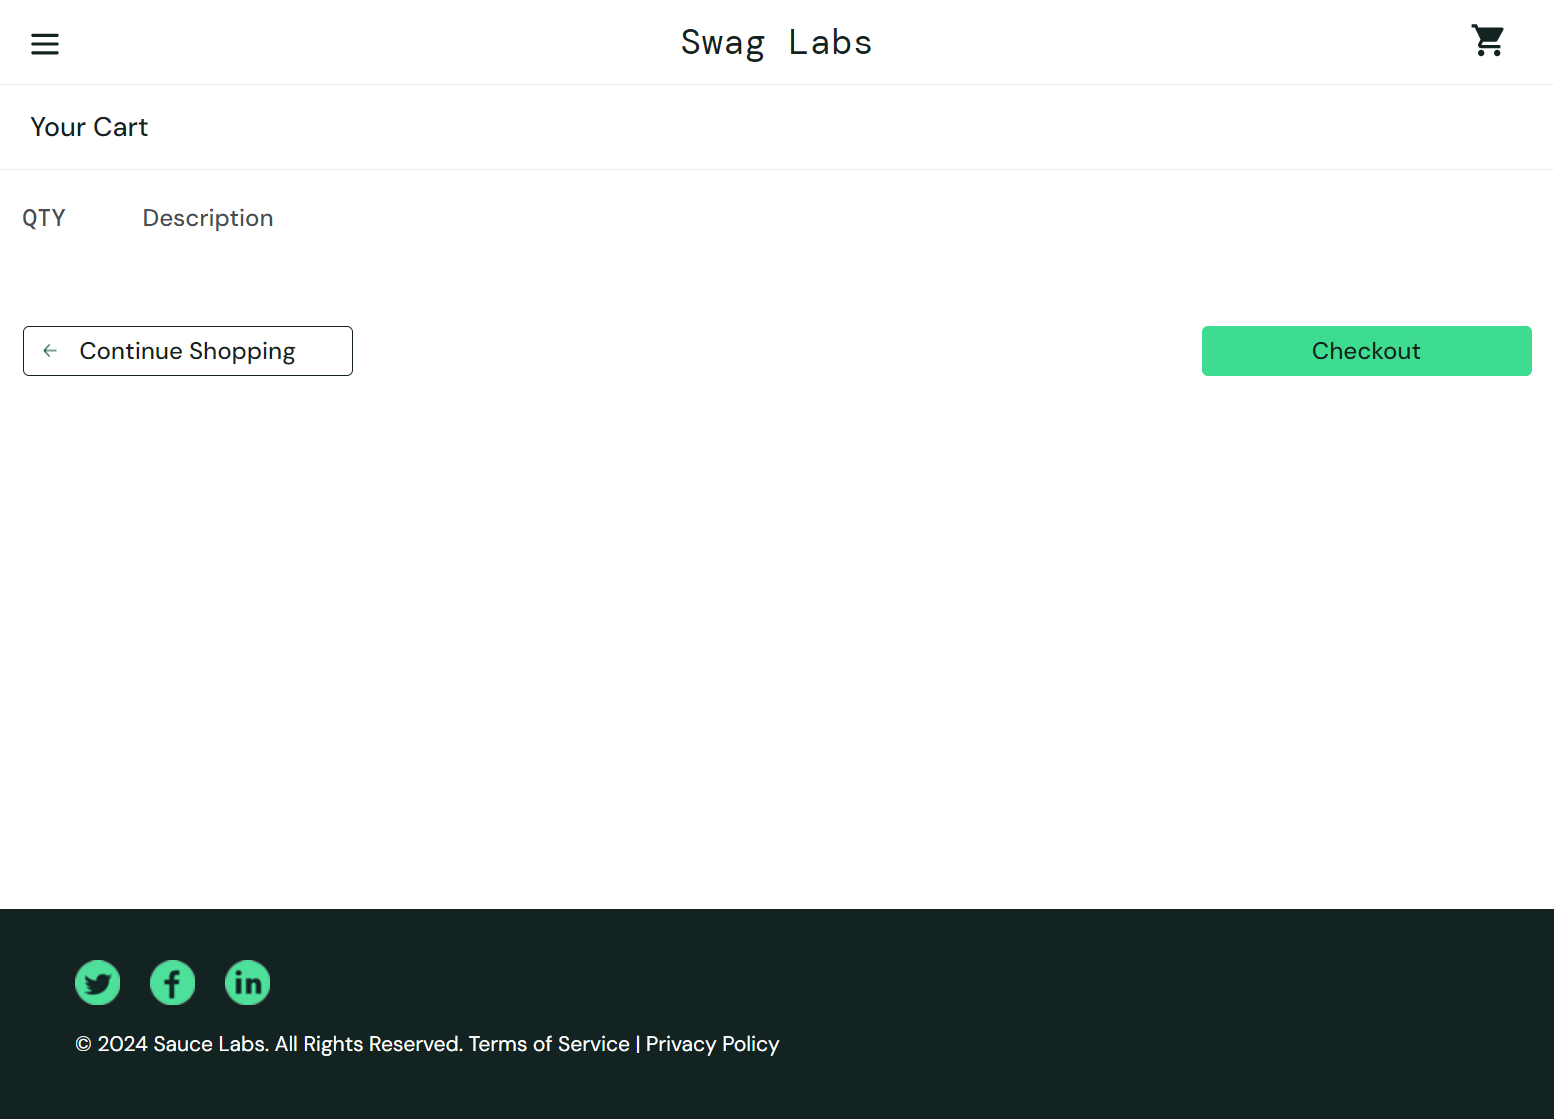 Swag Labs
Your Cart
QTY Description
Continue Shopping
Checkout
© 2024 Sauce Labs. All Rights Reserved. Terms of Service | Privacy Policy